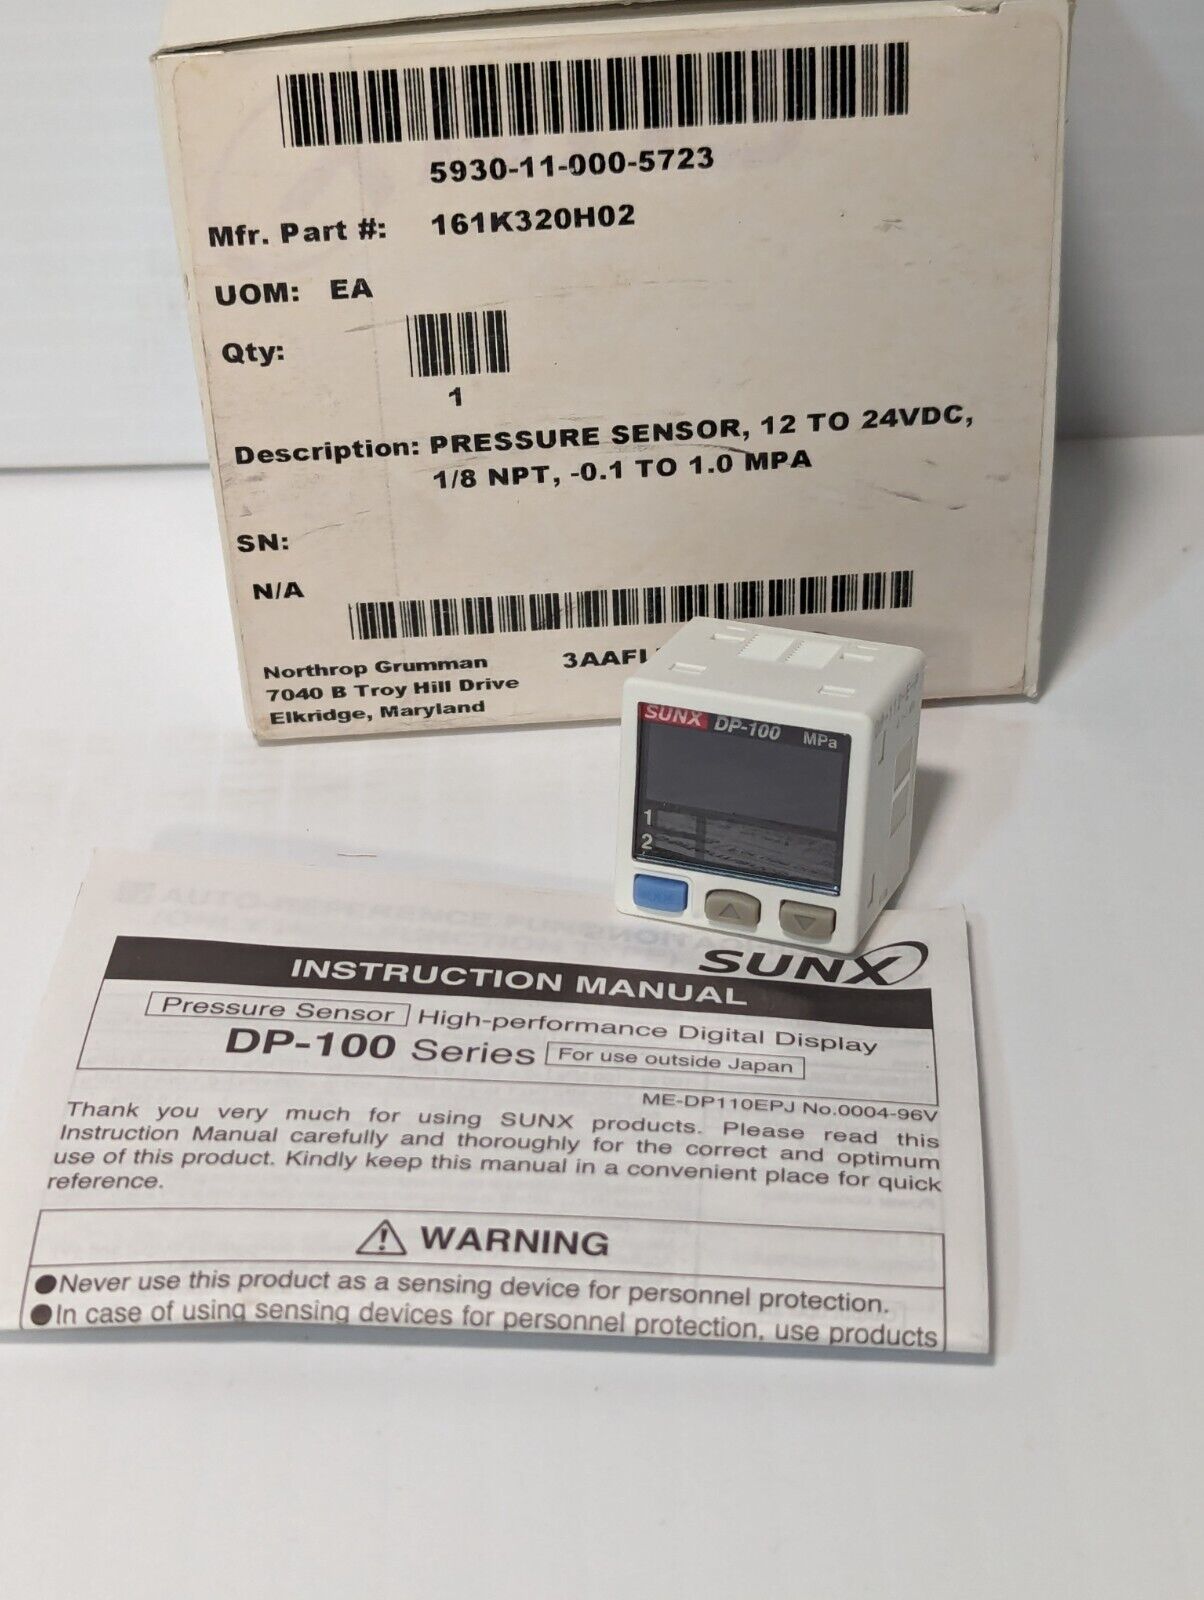 5930-11-000-5723
Mfr. Part #: 161K320H02
UOM: EA
Qty:
1
Description: PRESSURE SENSOR, 12 TO 24VDC,
1/8 NPT, -0.1 TO 1.0 MPA
SN:
N/A
Northrop Grumman
7040 B Troy Hill Drive
Elkridge, Maryland
SUNX DP-100 MPa
1
2
MODE
SUNX
INSTRUCTION MANUAL
Pressure Sensor High-performance Digital Display
DP-100 Series For use outside Japan
ME-DP110EPJ No.0004-96V
Thank you very much for using SUNX products. Please read this
Instruction Manual carefully and thoroughly for the correct and optimum
use of this product. Kindly keep this manual in a convenient place for quick
reference.
WARNING
●Never use this product as a sensing device for personnel protection.
●In case of using sensing devices for personnel protection, use products